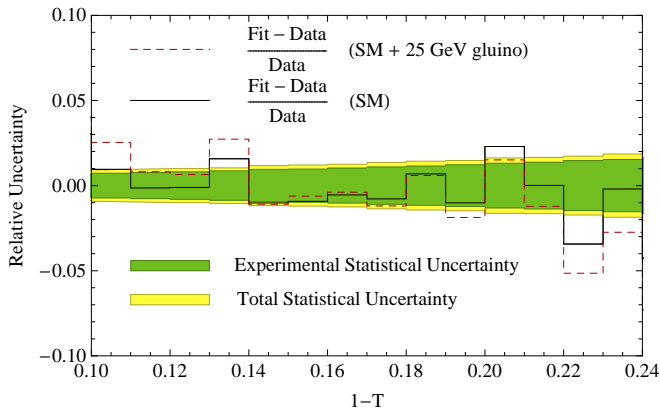 0.10
Fit − Data
Data
(SM + 25 GeV gluino)
Fit − Data
Data
(SM)
0.05
Relative Uncertainty
0.00
−0.05
Experimental Statistical Uncertainty
Total Statistical Uncertainty
−0.10
0.10 0.12 0.14 0.16 0.18 0.20 0.22 0.24
1−T